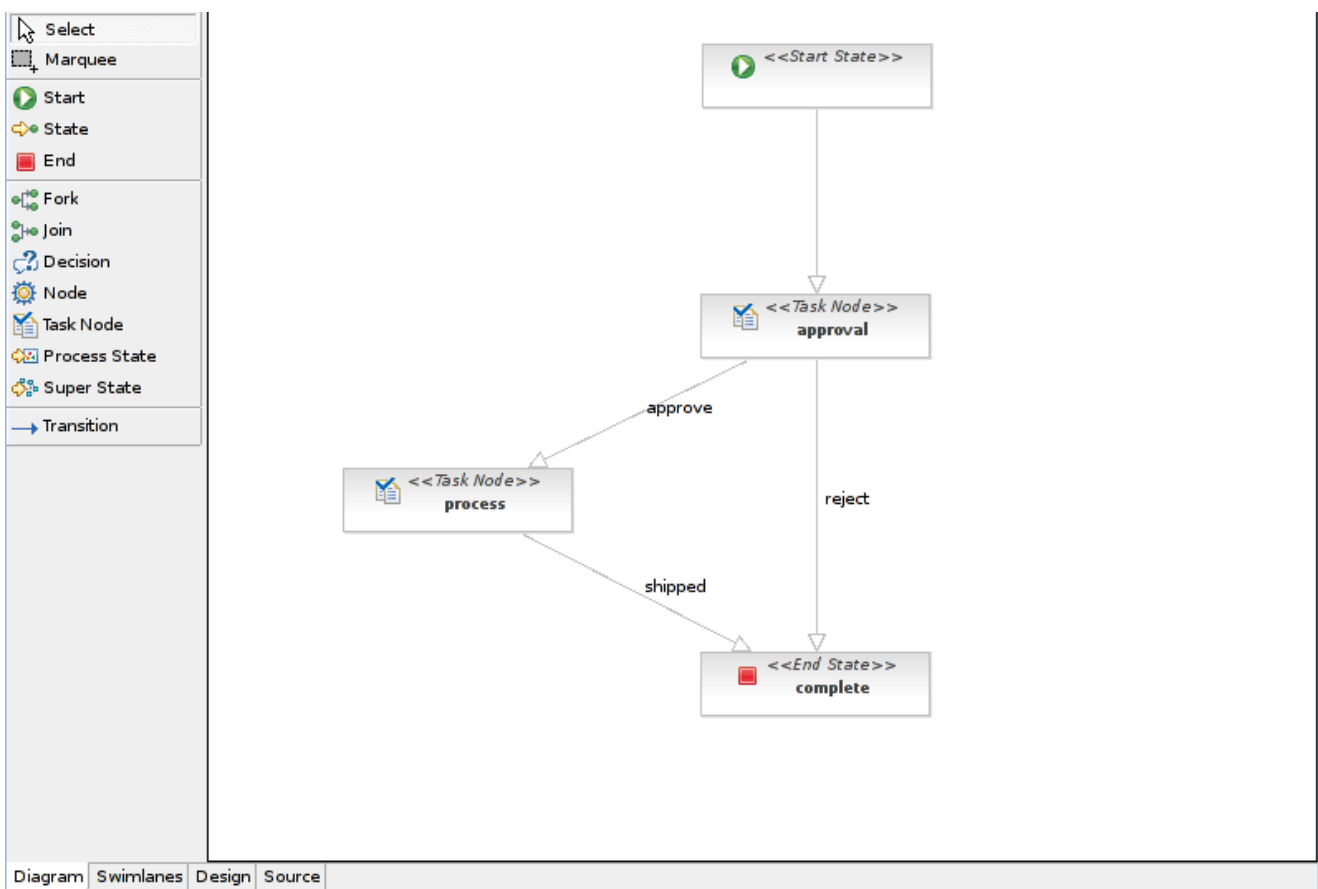 Select
Marquee
Start
State
End
Fork
Join
Decision
Node
Task Node
Process State
Super State
Transition
<<Start State>>
<<Task Node>>
approval
approve
<<Task Node>>
process
reject
shipped
<<End State>>
complete
Diagram Swimlanes Design Source